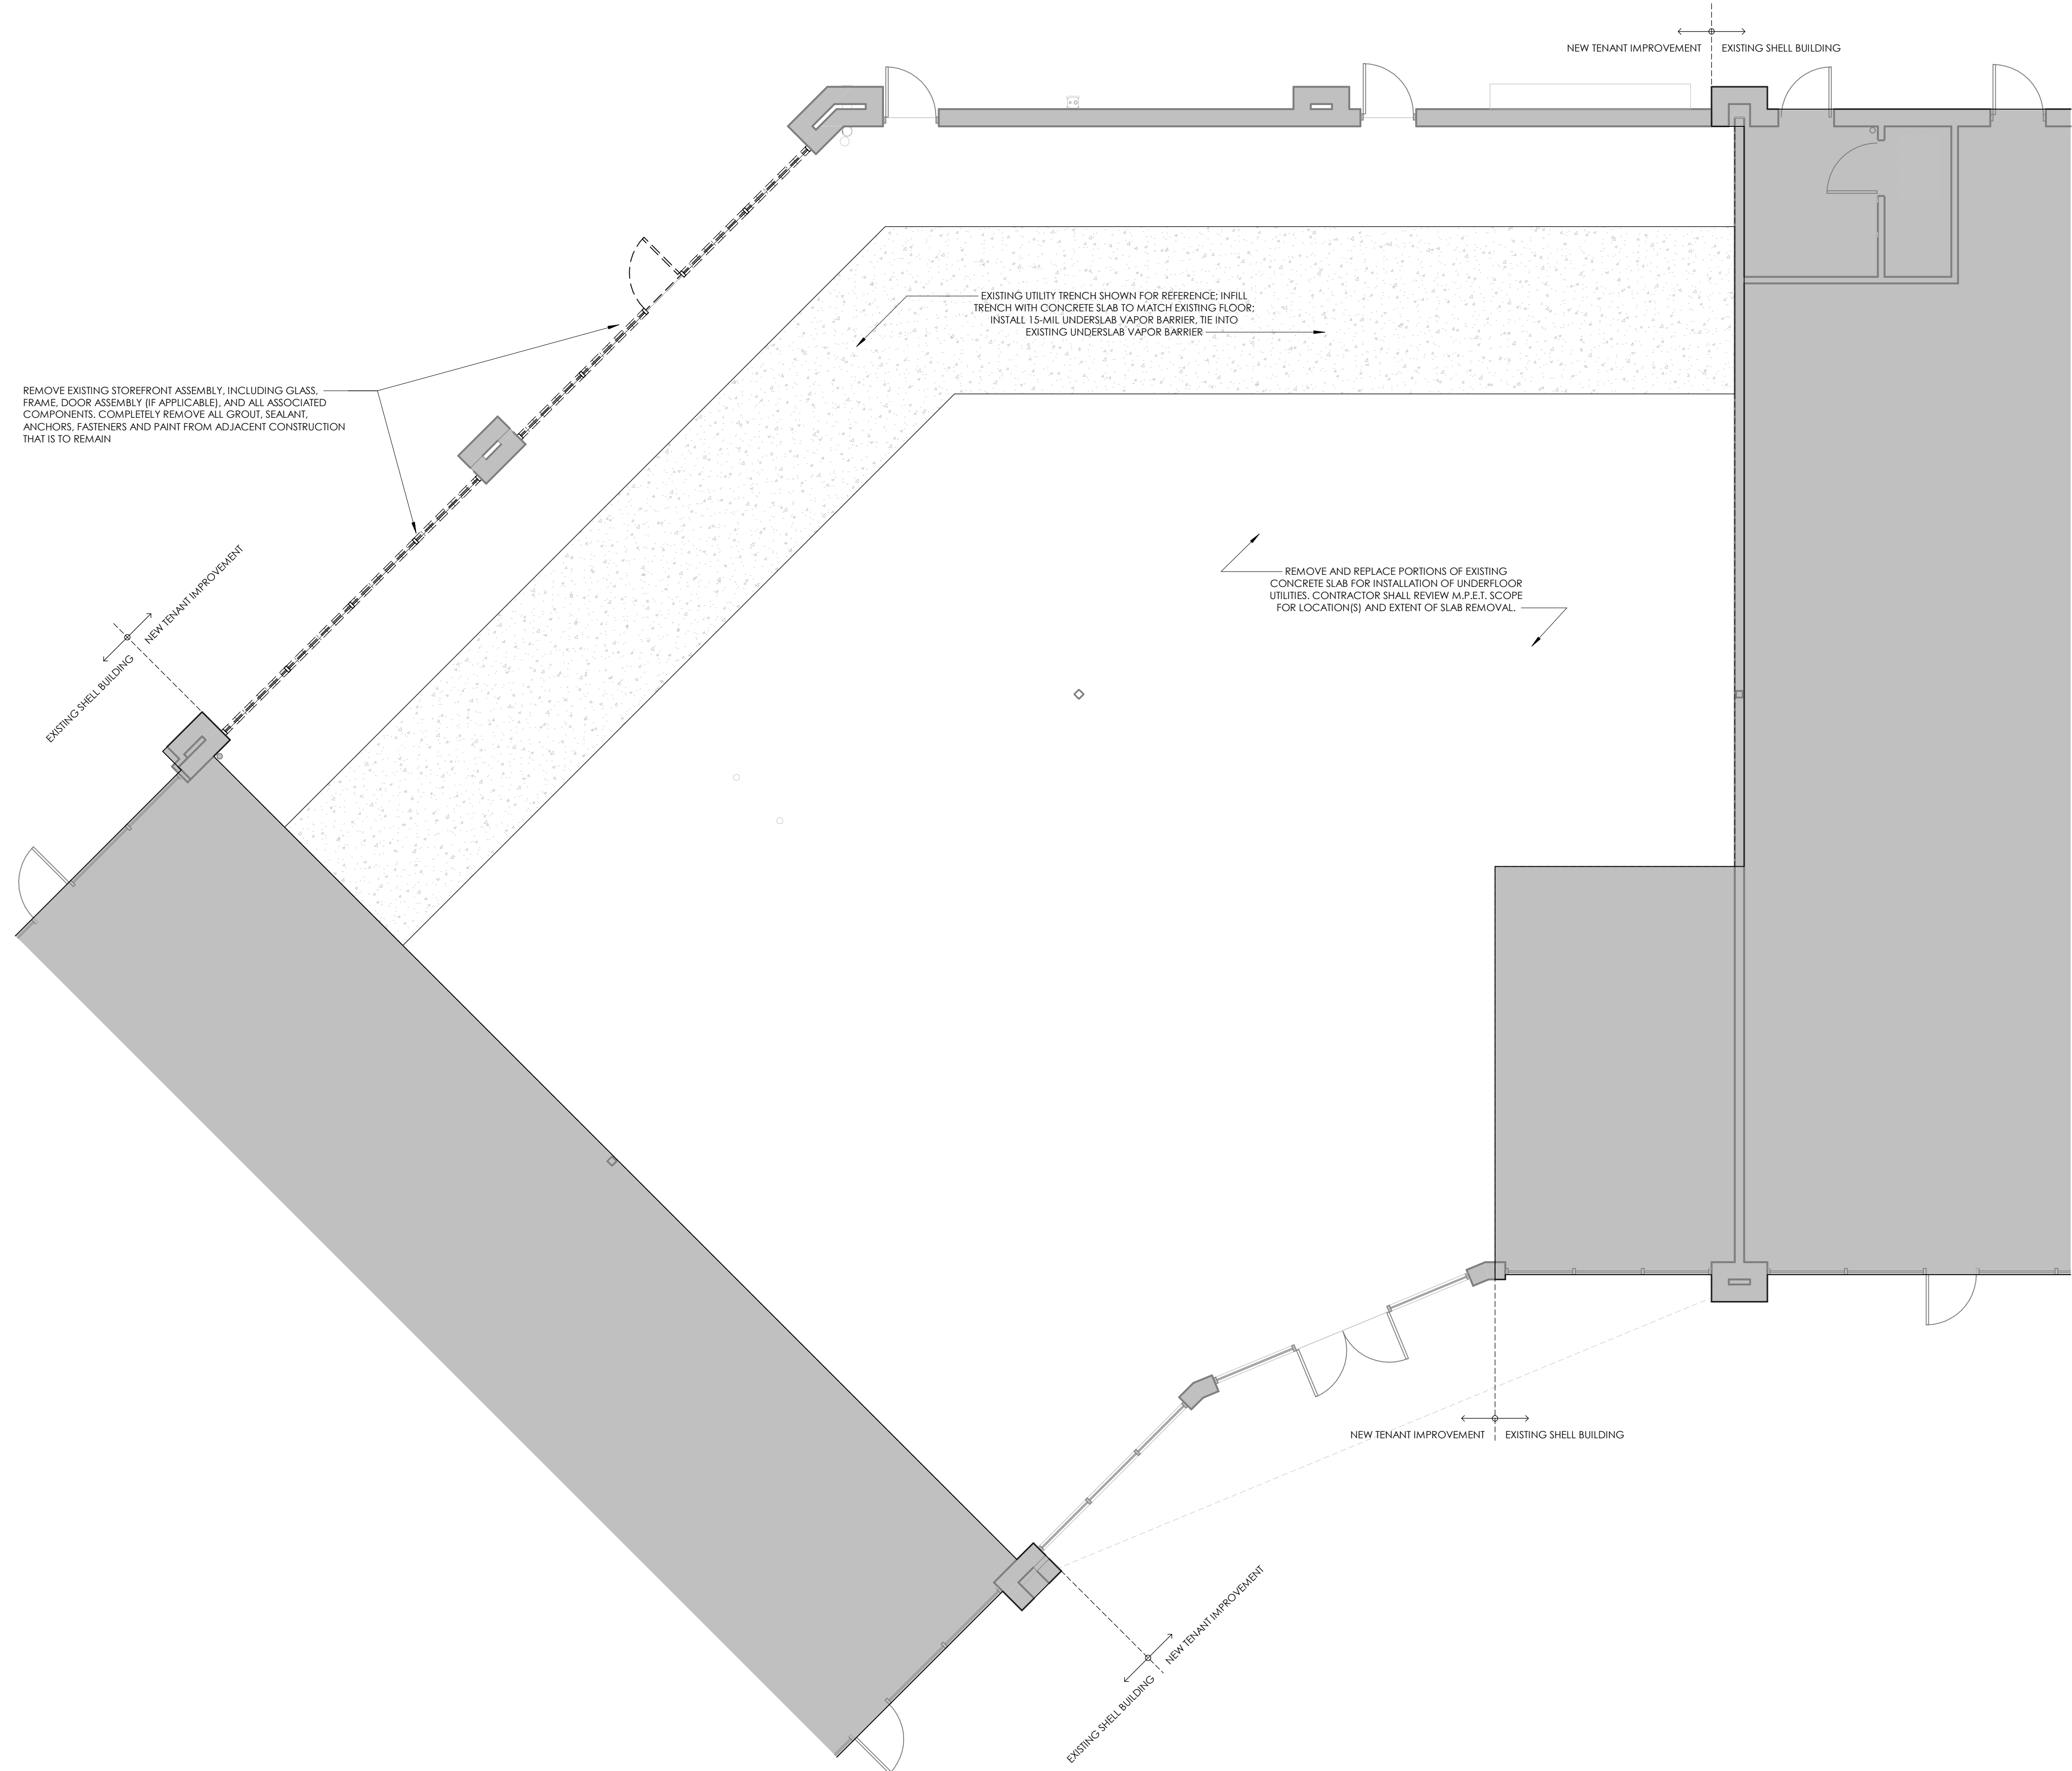 NEW TENANT IMPROVEMENT
EXISTING SHELL BUILDING
EXISTING UTILITY TRENCH SHOWN FOR REFERENCE; INFILL
TRENCH WITH CONCRETE SLAB TO MATCH EXISTING FLOOR;
INSTALL 15-MIL UNDERSLAB VAPOR BARRIER, TIE INTO
EXISTING UNDERSLAB VAPOR BARRIER
REMOVE EXISTING STOREFRONT ASSEMBLY, INCLUDING GLASS,
FRAME, DOOR ASSEMBLY (IF APPLICABLE), AND ALL ASSOCIATED
COMPONENTS. COMPLETELY REMOVE ALL GROUT, SEALANT,
ANCHORS, FASTENERS AND PAINT FROM ADJACENT CONSTRUCTION
THAT IS TO REMAIN
REMOVE AND REPLACE PORTIONS OF EXISTING
CONCRETE SLAB FOR INSTALLATION OF UNDERFLOOR
UTILITIES. CONTRACTOR SHALL REVIEW M.P.E.T. SCOPE
FOR LOCATION(S) AND EXTENT OF SLAB REMOVAL.
NEW TENANT IMPROVEMENT
EXISTING SHELL BUILDING
NEW TENANT IMPROVEMENT
EXISTING SHELL BUILDING
NEW TENANT IMPROVEMENT
EXISTING SHELL BUILDING